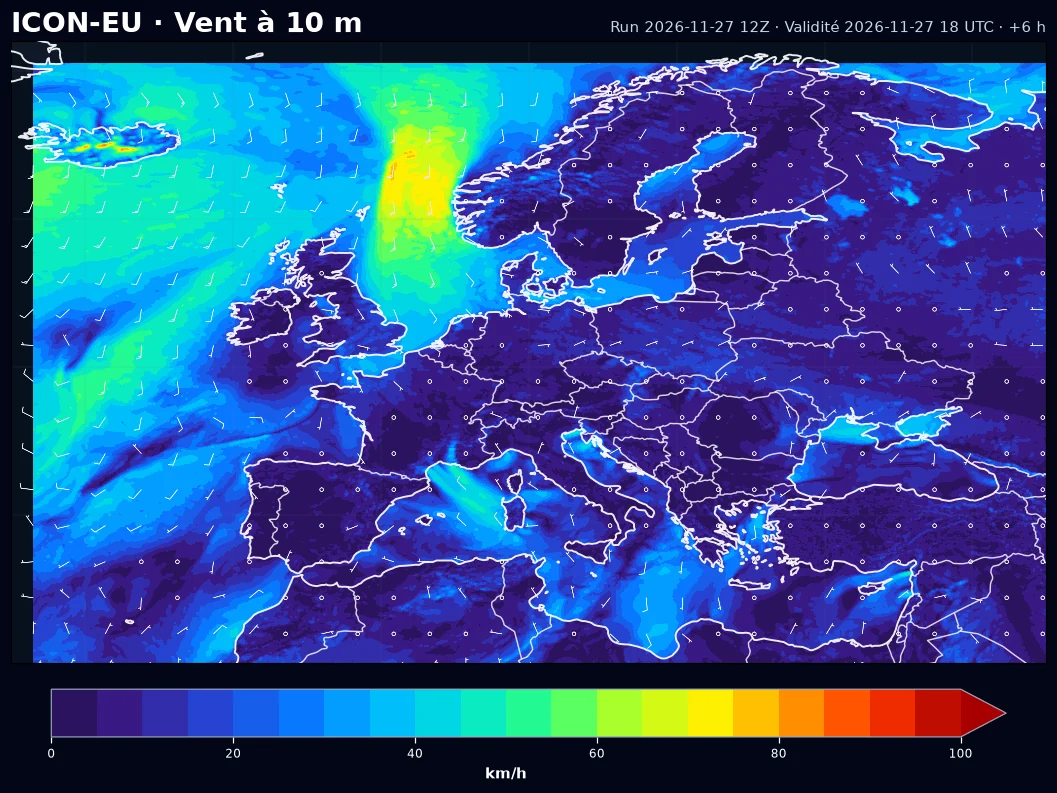 ICON-EU · Vent à 10 m
Run 2026-11-27 12Z · Validité 2026-11-27 18 UTC · +6 h
0 20 40 60 80 100
km/h